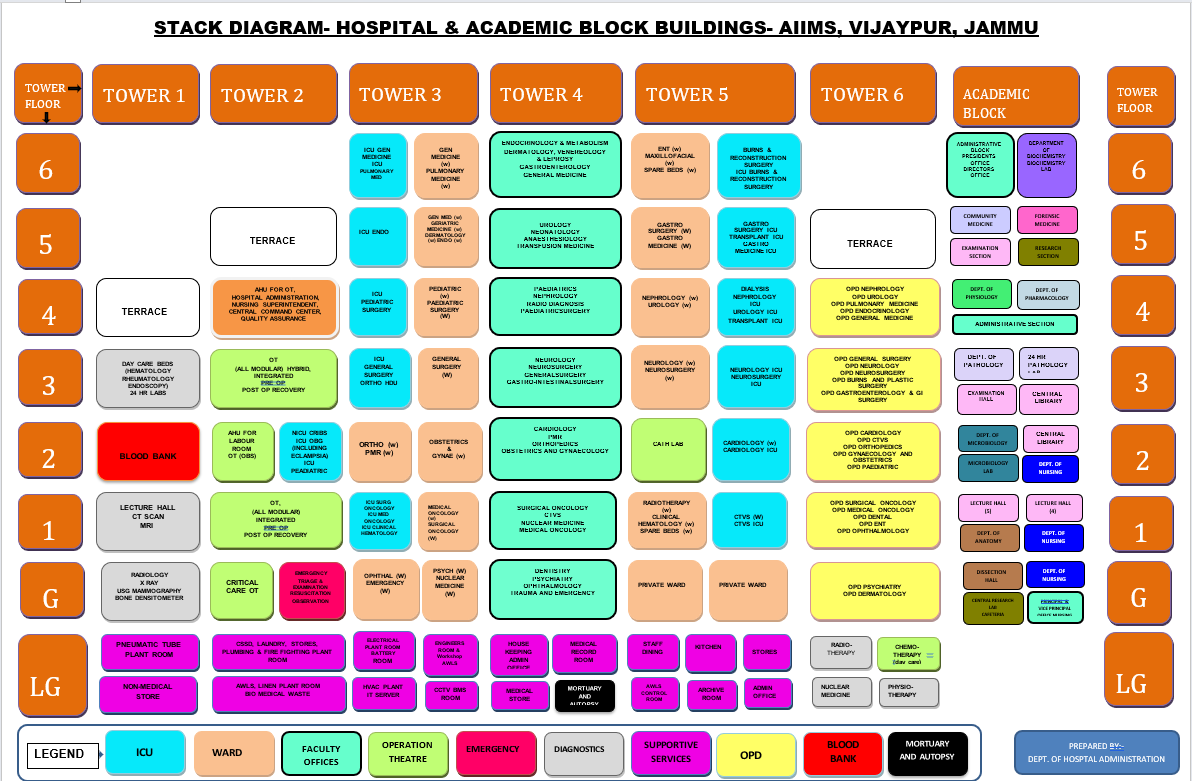 STACK DIAGRAM- HOSPITAL & ACADEMIC BLOCK BUILDINGS- AIIMS, VIJAYPUR, JAMMU
TOWER
FLOOR
TOWER 1
TOWER 2
TOWER 3
TOWER 4
TOWER 5
TOWER 6
ACADEMIC
BLOCK
TOWER
FLOOR
6
ICU GEN
MEDICINE
ICU
PULMONARY
MED
GEN
MEDICINE
(w)
PULMONARY
MEDICINE
(w)
ENDOCRINOLOGY & METABOLISM
DERMATOLOGY, VENEREOLOGY
& LEPROSY
GASTROENTEROLOGY
GENERAL MEDICINE
ENT (w)
MAXILLOFACIAL
(w)
SPARE BEDS (w)
BURNS &
RECONSTRUCTION
SURGERY
ICU BURNS &
RECONSTRUCTION
SURGERY
ADMINISTRATIVE
BLOCK
PRESIDENTS
OFFICE
DIRECTORS
OFFICE
DEPARTMENT
OF
BIOCHEMISTRY
BIOCHEMISTRY
LAB
6
5
TERRACE
ICU ENDO
GEN MED (w)
GERIATRIC
MEDICINE (w)
DERMATOLOGY
(w) ENDO (w)
UROLOGY
NEONATOLOGY
ANAESTHESIOLOGY
TRANSFUSION MEDICINE
GASTRO
SURGERY (W)
GASTRO
MEDICINE (W)
GASTRO
SURGERY ICU
TRANSPLANT ICU
GASTRO
MEDICINE ICU
TERRACE
COMMUNITY
MEDICINE
FORENSIC
MEDICINE
EXAMINATION
SECTION
RESEARCH
SECTION
5
4
TERRACE
AHU FOR OT,
HOSPITAL ADMINISTRATION,
NURSING SUPERINTENDENT,
CENTRAL COMMAND CENTER,
QUALITY ASSURANCE
ICU
PEDIATRIC
SURGERY
PEDIATRIC
(w)
PAEDIATRIC
SURGERY
(W)
PAEDIATRICS
NEPHROLOGY
RADIO DIAGNOSIS
PAEDIATRICSURGERY
NEPHROLOGY (w)
UROLOGY (w)
DIALYSIS
NEPHROLOGY
ICU
UROLOGY ICU
TRANSPLANT ICU
OPD NEPHROLOGY
OPD UROLOGY
OPD PULMONARY MEDICINE
OPD ENDOCRINOLOGY
OPD GENERAL MEDICINE
DEPT. OF
PHYSIOLOGY
DEPT. OF
PHARMACOLOGY
ADMINISTRATIVE SECTION
4
3
DAY CARE BEDS
(HEMATOLOGY
RHEUMATOLOGY
ENDOSCOPY)
24 HR LABS
OT
(ALL MODULAR) HYBRID,
INTEGRATED
PRE OP
POST OP RECOVERY
ICU
GENERAL
SURGERY
ORTHO HDU
GENERAL
SURGERY
(W)
NEUROLOGY
NEUROSURGERY
GENERALSURGERY
GASTRO-INTESTINALSURGERY
NEUROLOGY (w)
NEUROSURGERY
(w)
NEUROLOGY ICU
NEUROSURGERY
ICU
OPD GENERAL SURGERY
OPD NEUROLOGY
OPD NEUROSURGERY
OPD BURNS AND PLASTIC
SURGERY
OPD GASTROENTEROLOGY & GI
SURGERY
DEPT. OF
PATHOLOGY
24 HR
PATHOLOGY
LAB
EXAMINATION
HALL
CENTRAL
LIBRARY
3
2
BLOOD BANK
AHU FOR
LABOUR
ROOM
OT (OBS)
NICU CRIBS
ICU OBG
(INCLUDING
ECLAMPSIA)
ICU
PEADIATRIC
ORTHO (w)
PMR (w)
OBSTETRICS
&
GYNAE (w)
CARDIOLOGY
PMR
ORTHOPEDICS
OBSTETRICS AND GYNAECOLOGY
CATH LAB
CARDIOLOGY (w)
CARDIOLOGY ICU
OPD CARDIOLOGY
OPD CTVS
OPD ORTHOPEDICS
OPD GYNAECOLOGY AND
OBSTETRICS
OPD PAEDIATRIC
DEPT. OF
MICROBIOLOGY
CENTRAL
LIBRARY
MICROBIOLOGY
LAB
DEPT. OF
NURSING
2
1
LECTURE HALL
CT SCAN
MRI
OT,
(ALL MODULAR)
INTEGRATED
PRE OP
POST OP RECOVERY
ICU SURG
ONCOLOGY
ICU MED
ONCOLOGY
ICU CLINICAL
HEMATOLOGY
MEDICAL
ONCOLOGY
(w)
SURGICAL
ONCOLOGY
(W)
SURGICAL ONCOLOGY
CTVS
NUCLEAR MEDICINE
MEDICAL ONCOLOGY
RADIOTHERAPY
(w)
CLINICAL
HEMATOLOGY (w)
SPARE BEDS (w)
CTVS (W)
CTVS ICU
OPD SURGICAL ONCOLOGY
OPD MEDICAL ONCOLOGY
OPD DENTAL
OPD ENT
OPD OPHTHALMOLOGY
LECTURE HALL
(5)
LECTURE HALL
(4)
DEPT. OF
ANATOMY
DEPT. OF
NURSING
1
G
RADIOLOGY
X RAY
USG MAMMOGRAPHY
BONE DENSITOMETER
CRITICAL
CARE OT
EMERGENCY
TRIAGE &
EXAMINATION
RESUSCITATION
OBSERVATION
OPHTHAL (W)
EMERGENCY
(W)
PSYCH (W)
NUCLEAR
MEDICINE
(W)
DENTISTRY
PSYCHIATRY
OPHTHALMOLOGY
TRAUMA AND EMERGENCY
PRIVATE WARD
PRIVATE WARD
OPD PSYCHIATRY
OPD DERMATOLOGY
DISSECTION
HALL
DEPT. OF
NURSING
CENTRAL RESEARCH
LAB
CAFETERIA
PRINCIPAL &
VICE PRINCIPAL
OFFICE NURSING
G
LG
PNEUMATIC TUBE
PLANT ROOM
CSSD, LAUNDRY, STORES,
PLUMBING & FIRE FIGHTING PLANT
ROOM
ELECTRICAL
PLANT ROOM
BATTERY
ROOM
ENGINEERS
ROOM &
Workshop
AWLS
HOUSE
KEEPING
ADMIN
OFFICE
MEDICAL
RECORD
ROOM
STAFF
DINING
KITCHEN
STORES
RADIO-
THERAPY
CHEMO-
THERAPY
(day care)
NON-MEDICAL
STORE
AWLS, LINEN PLANT ROOM
BIO MEDICAL WASTE
HVAC PLANT
IT SERVER
CCTV BMS
ROOM
MEDICAL
STORE
MORTUARY
AND
AUTOPSY
AWLS
CONTROL
ROOM
ARCHIVE
ROOM
ADMIN
OFFICE
NUCLEAR
MEDICINE
PHYSIO-
THERAPY
LG
LEGEND
ICU
WARD
FACULTY
OFFICES
OPERATION
THEATRE
EMERGENCY
DIAGNOSTICS
SUPPORTIVE
SERVICES
OPD
BLOOD
BANK
MORTUARY
AND AUTOPSY
PREPARED BY:-
DEPT. OF HOSPTAL ADMINISTRATION